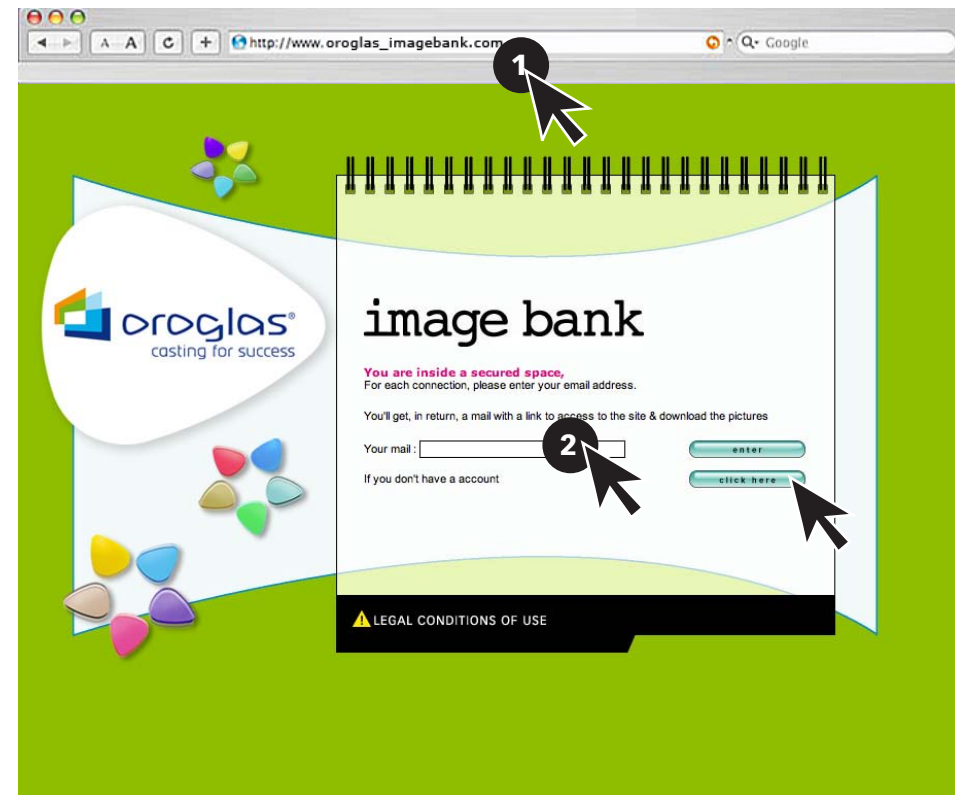 A A C + http://www.oroglas_imagebank.com Q Google
1
oroglas®
casting for success
image bank
You are inside a secured space,
For each connection, please enter your email address.
You'll get, in return, a mail with a link to access to the site & download the pictures
Your mail : 2 enter
If you don't have a account click here
LEGAL CONDITIONS OF USE